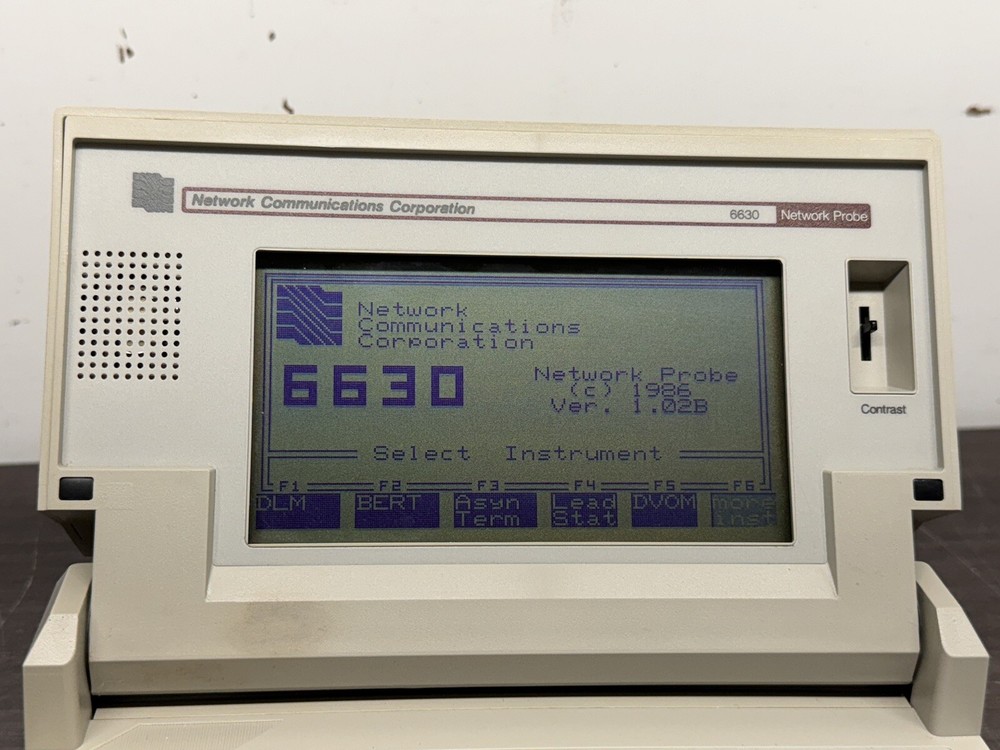 Network Communications Corporation
6630 Network Probe
Network
Communications
Corporation
6630
Network Probe
(c) 1986
Ver. 1.02B
Select Instrument
F1 F2 F3 F4 F5 F6
DLM BERT Asyn Lead DVOM more
Term Stat inst
Contrast